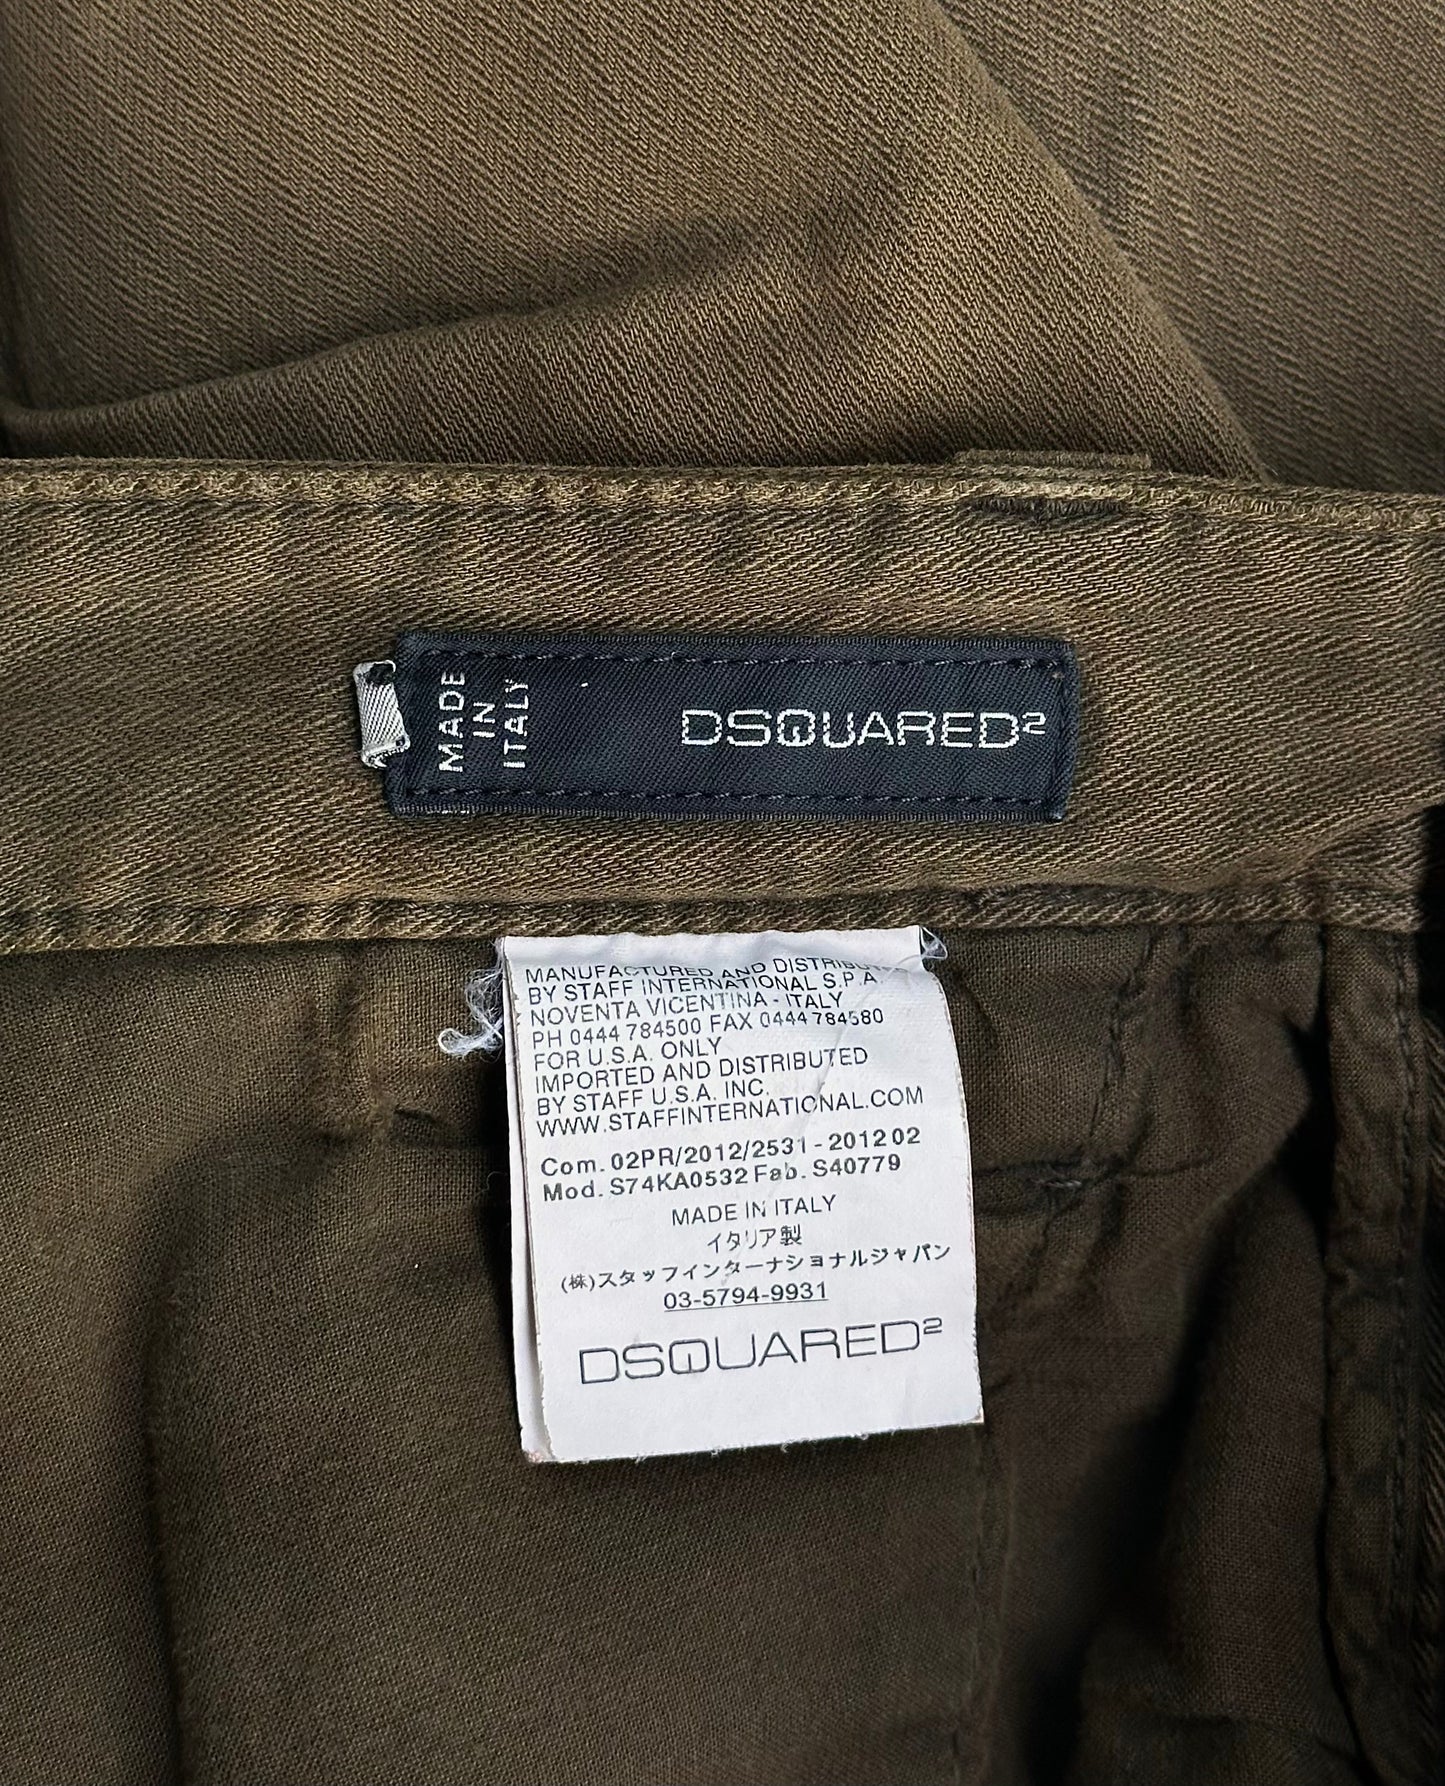 MADE
IN
ITALY
DSQUARED2
MANUFACTURED AND DISTRIBUTED
BY STAFF INTERNATIONAL S.P.A.
NOVENTA VICENTINA - ITALY
PH 0444 784500 FAX 0444 784580
FOR U.S.A. ONLY
IMPORTED AND DISTRIBUTED
BY STAFF U.S.A. INC.
WWW.STAFFINTERNATIONAL.COM
Com. 02PR/2012/2531 - 2012 02
Mod. S74KA0532 Fab. S40779
MADE IN ITALY
イタリア製
(株)スタッフインターナショナルジャパン
03-5794-9931
DSQUARED2